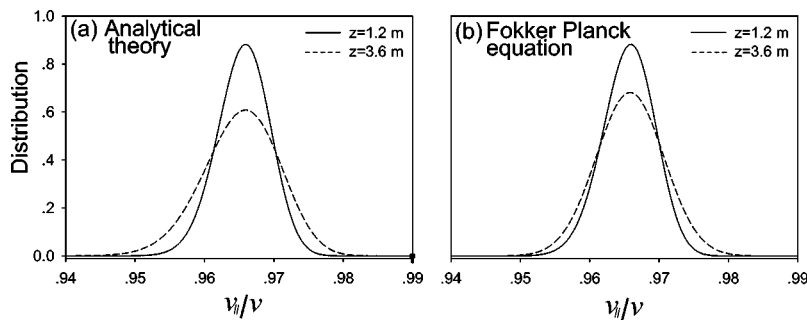 (a) Analytical
theory
z=1.2 m
z=3.6 m
(b) Fokker Planck
equation
z=1.2 m
z=3.6 m
Distribution
1.0
.8
.6
.4
.2
0.0
.94 .95 .96 .97 .98 .99
.94 .95 .96 .97 .98 .99
v||/v
v||/v